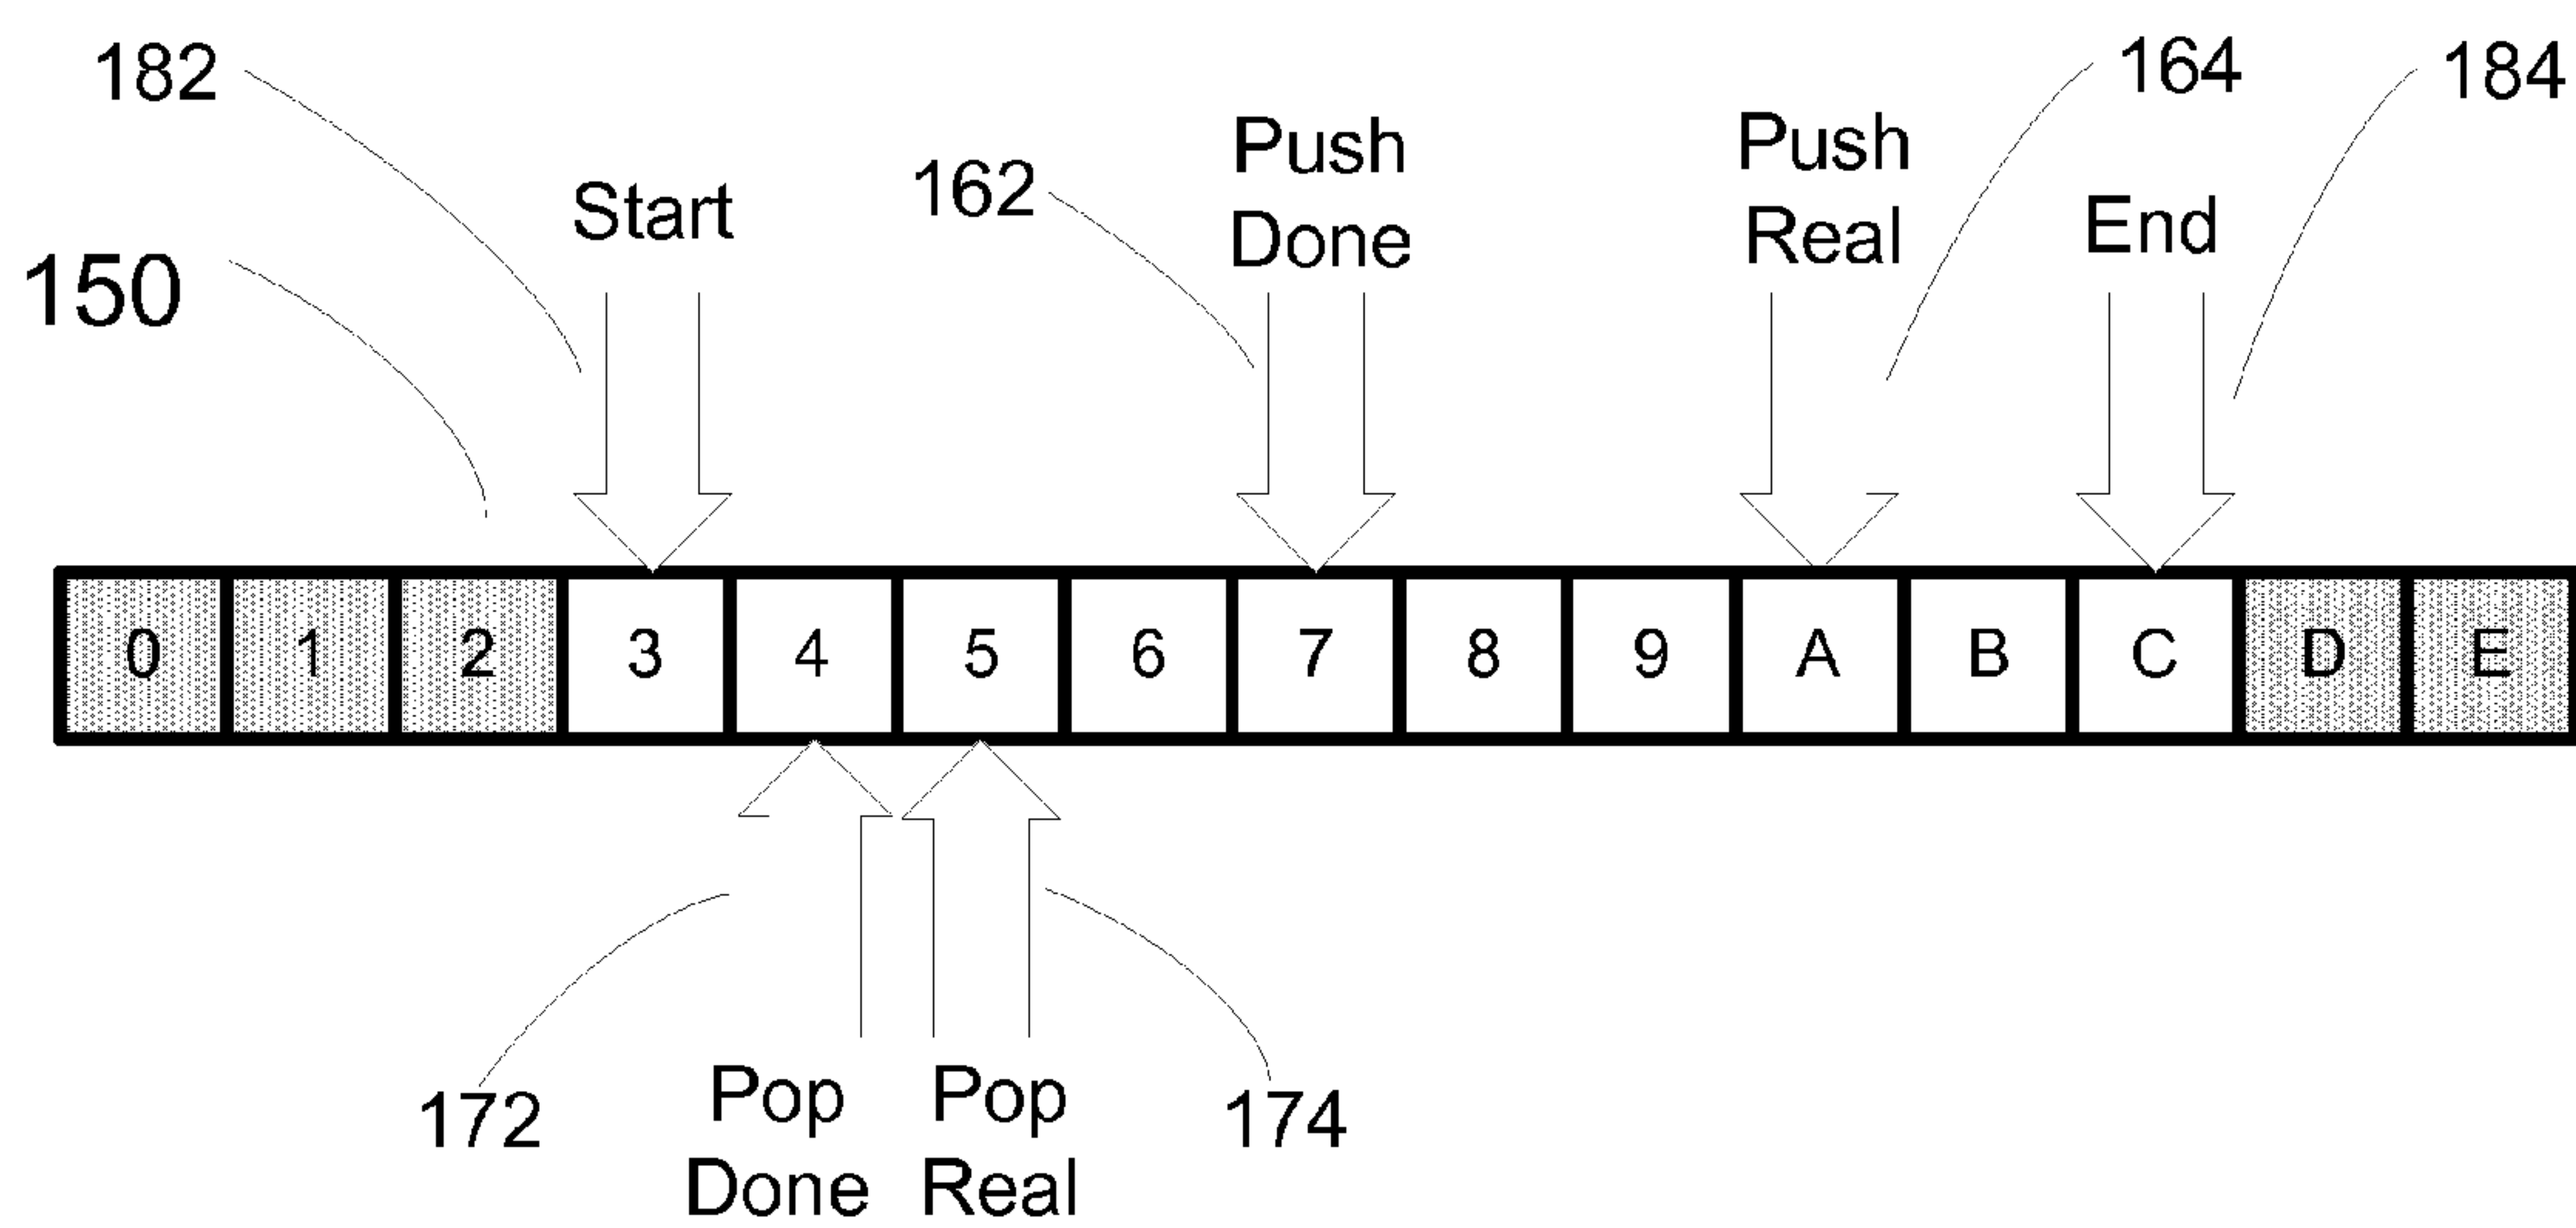 182
164
184
Push
Done
Push
Real
162
Start
End
150
0 1 2 3 4 5 6 7 8 9 A B C D E
172
Pop
Done
Pop
Real
174